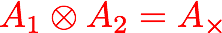 A₁ ⊗ A₂ = A×